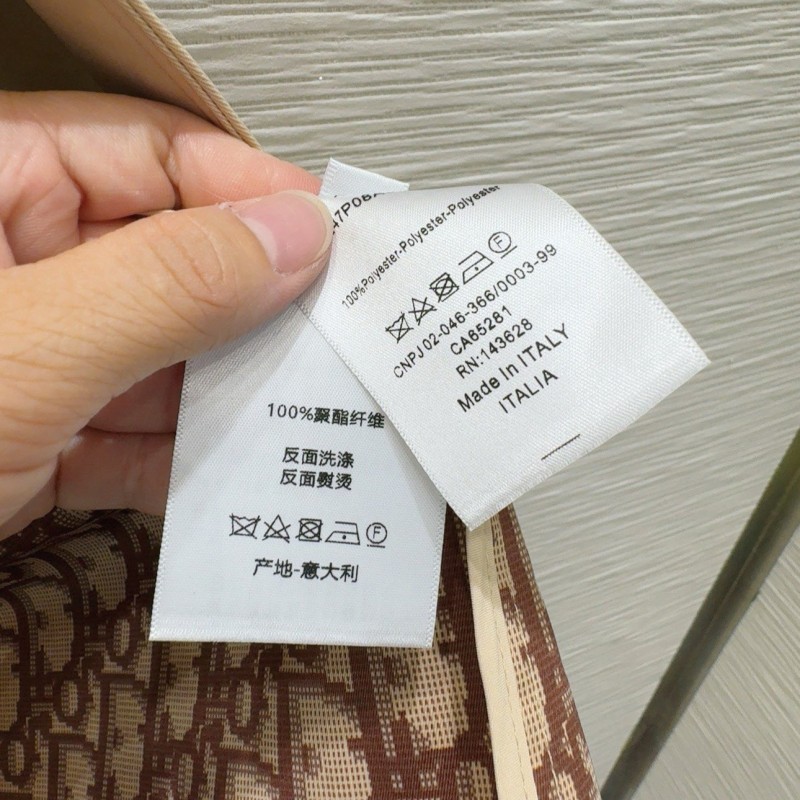 100%Polyester-Polyester-Polyester
CNPJ 02-046-366/0003-99
CA65281
RN:143628
Made In ITALY
ITALIA
100%聚酯纤维
反面洗涤
反面熨烫
F
产地-意大利